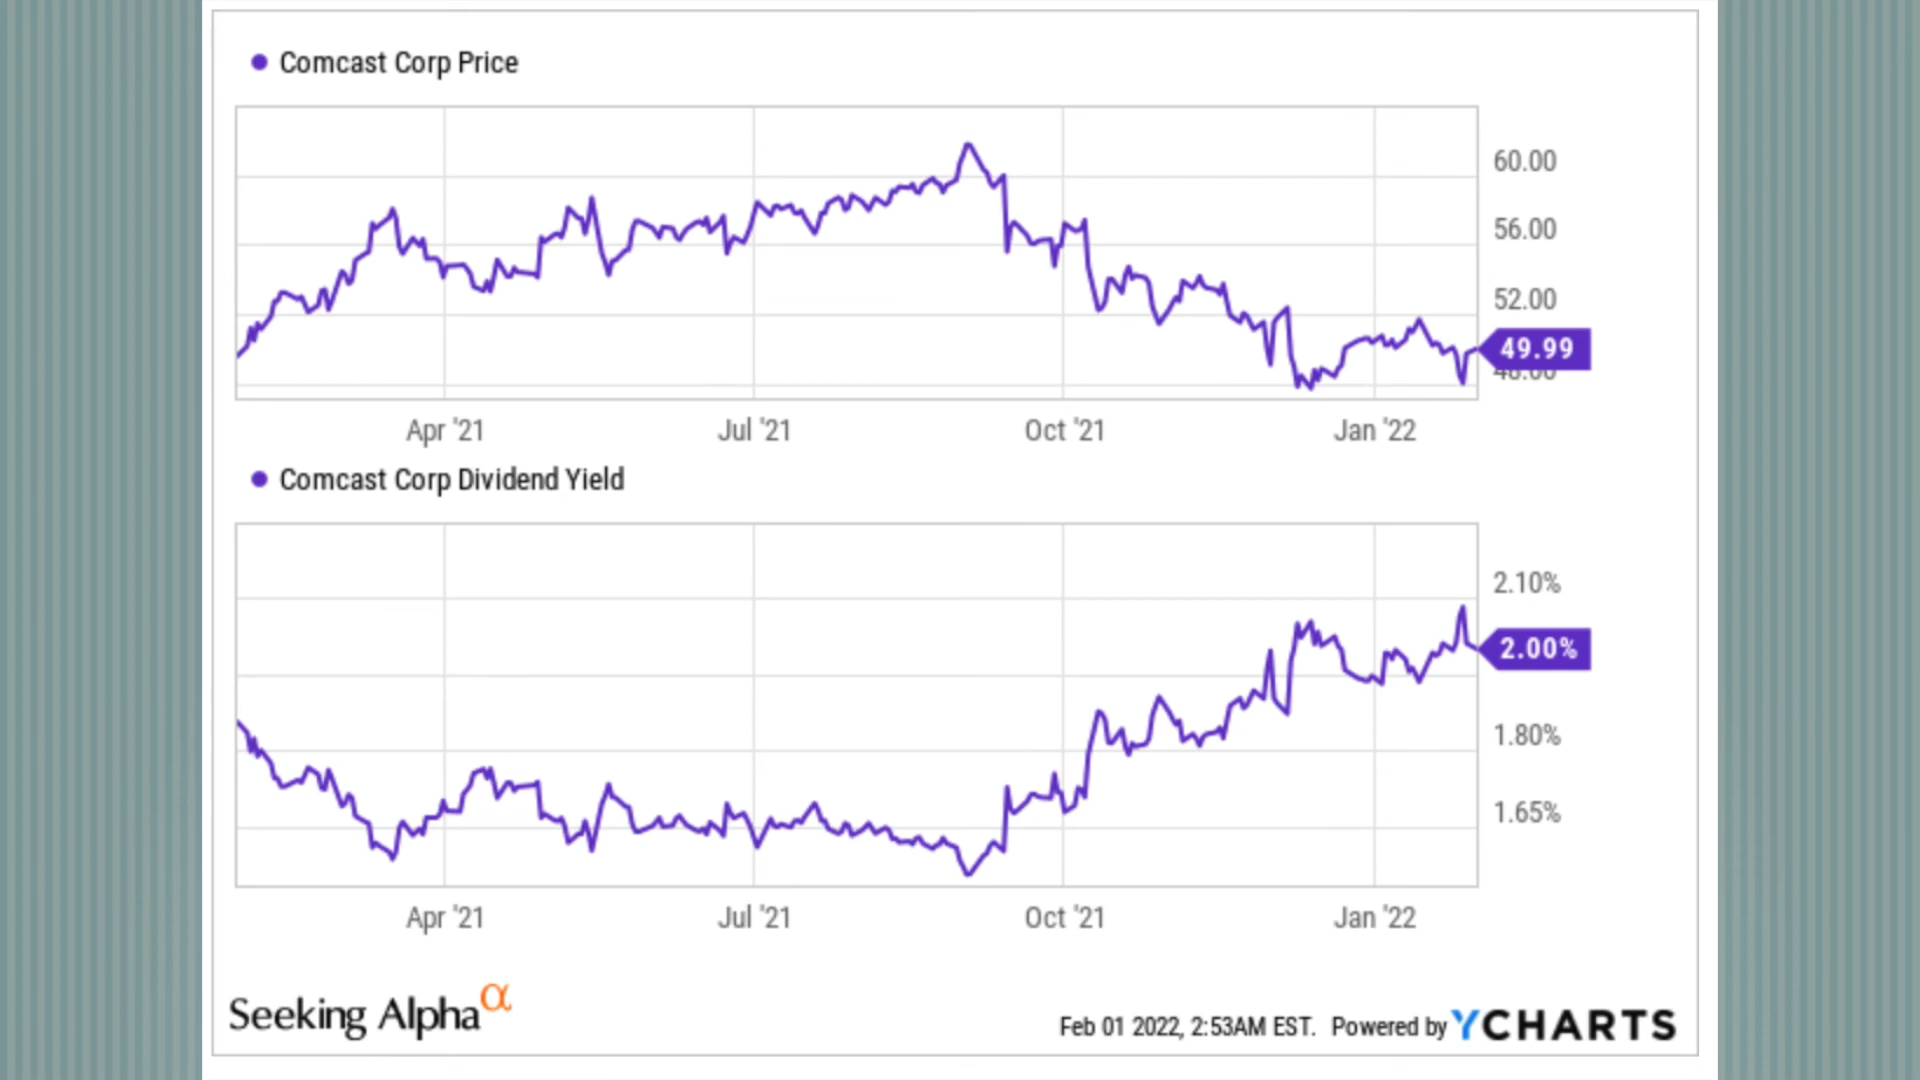 Comcast Corp Price
60.00
56.00
52.00
49.99
48.00
Apr '21 Jul '21 Oct '21 Jan '22
Comcast Corp Dividend Yield
2.10%
2.00%
1.80%
1.65%
Apr '21 Jul '21 Oct '21 Jan '22
Seeking Alpha α
Feb 01 2022, 2:53AM EST. Powered by YCHARTS